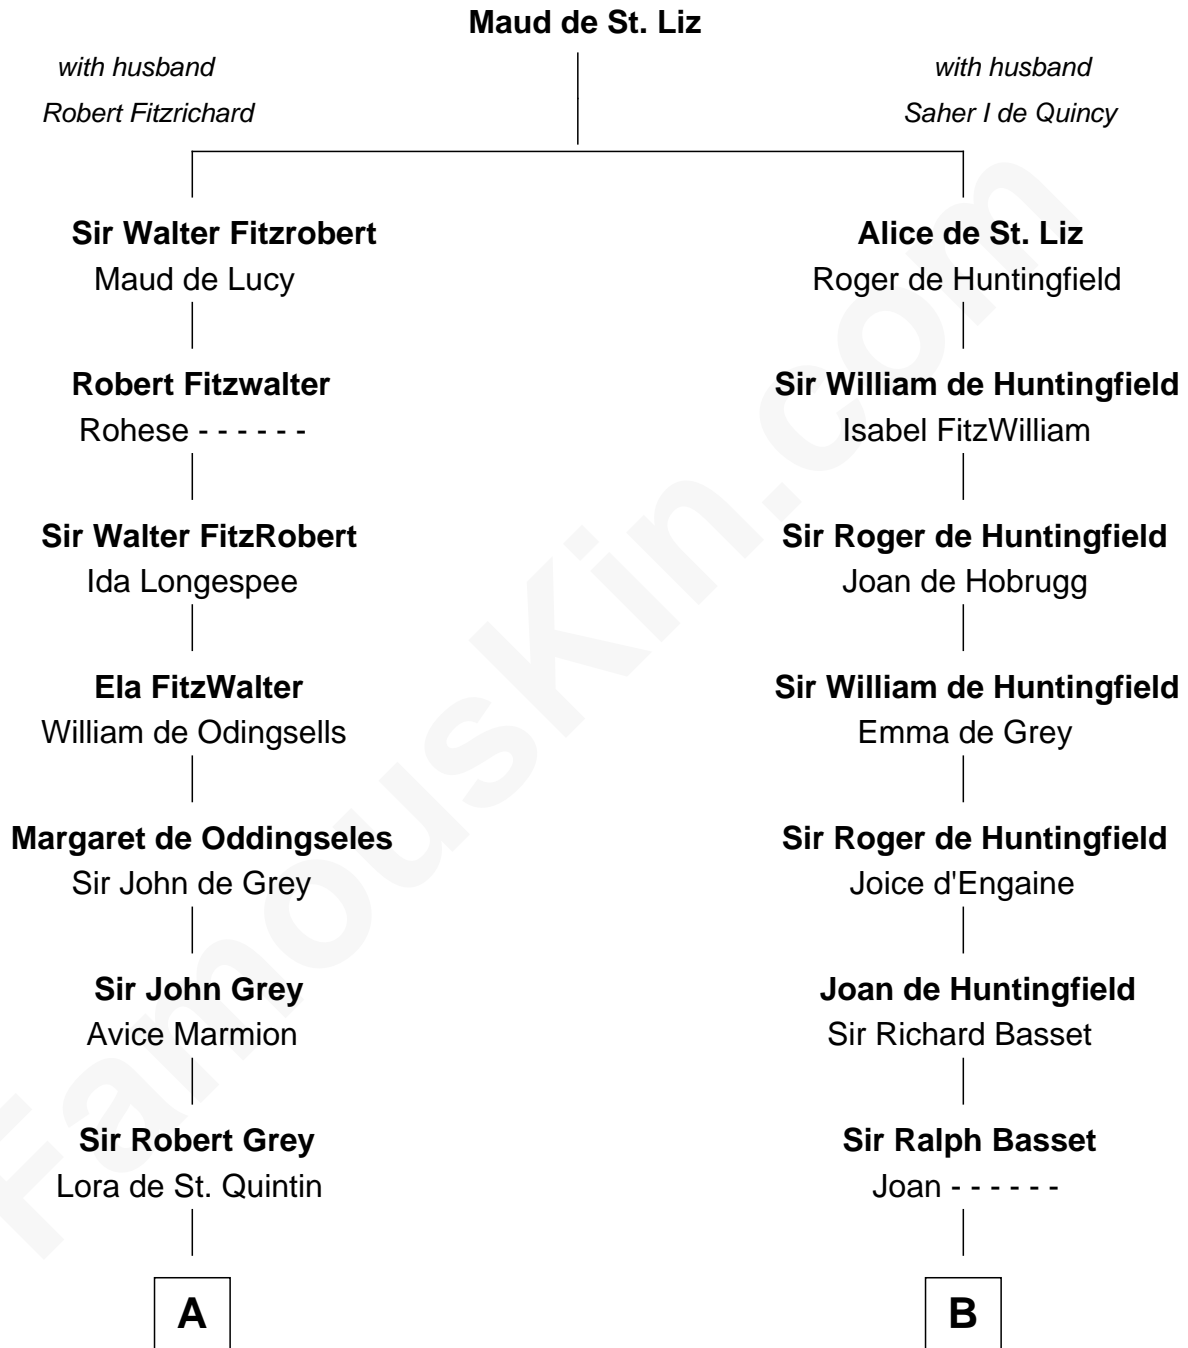 Maud de St. Liz
with husband
Robert Fitzrichard
with husband
Saher I de Quincy
Sir Walter Fitzrobert
Maud de Lucy
Alice de St. Liz
Roger de Huntingfield
Robert Fitzwalter
Rohese - - - - - -
Sir William de Huntingfield
Isabel FitzWilliam
Sir Walter FitzRobert
Ida Longespee
Sir Roger de Huntingfield
Joan de Hobrugg
Ela FitzWalter
William de Odingsells
Sir William de Huntingfield
Emma de Grey
Margaret de Oddingseles
Sir John de Grey
Sir Roger de Huntingfield
Joice d'Engaine
Sir John Grey
Avice Marmion
Joan de Huntingfield
Sir Richard Basset
Sir Robert Grey
Lora de St. Quintin
Sir Ralph Basset
Joan - - - - - -
A
B
FamousKin.com